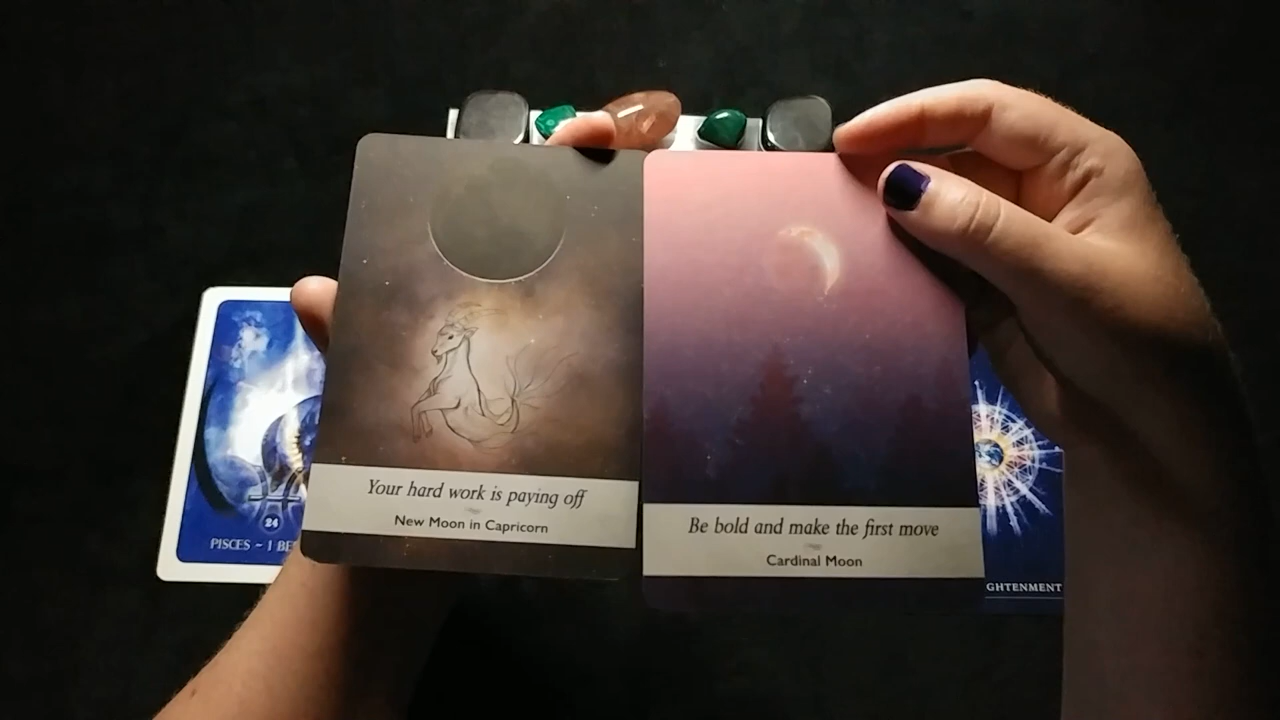 Your hard work is paying off
New Moon in Capricorn
Be bold and make the first move
Cardinal Moon
24
PISCES ~ I BE
GHTENMENT